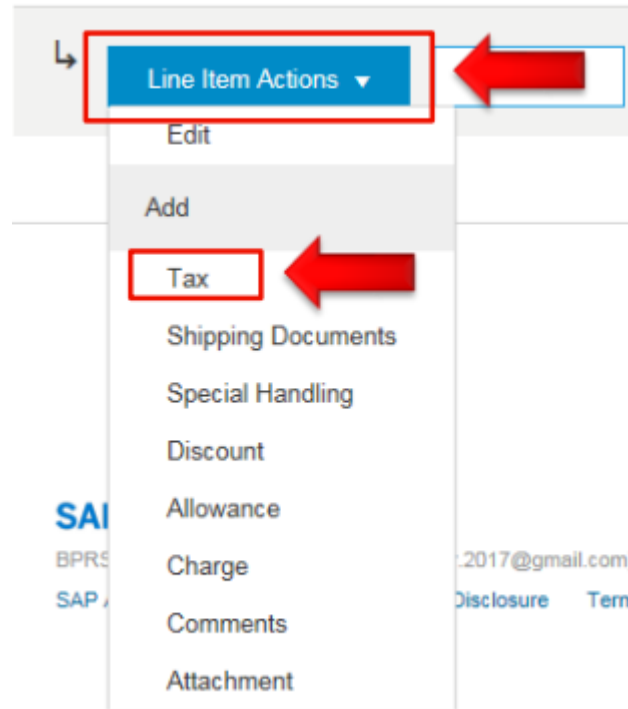 Line Item Actions ▼
Edit
Add
Tax
Shipping Documents
Special Handling
Discount
Allowance
SA
BPRS .2017@gmail.com
Charge
SAP Disclosure
Comments
Attachment